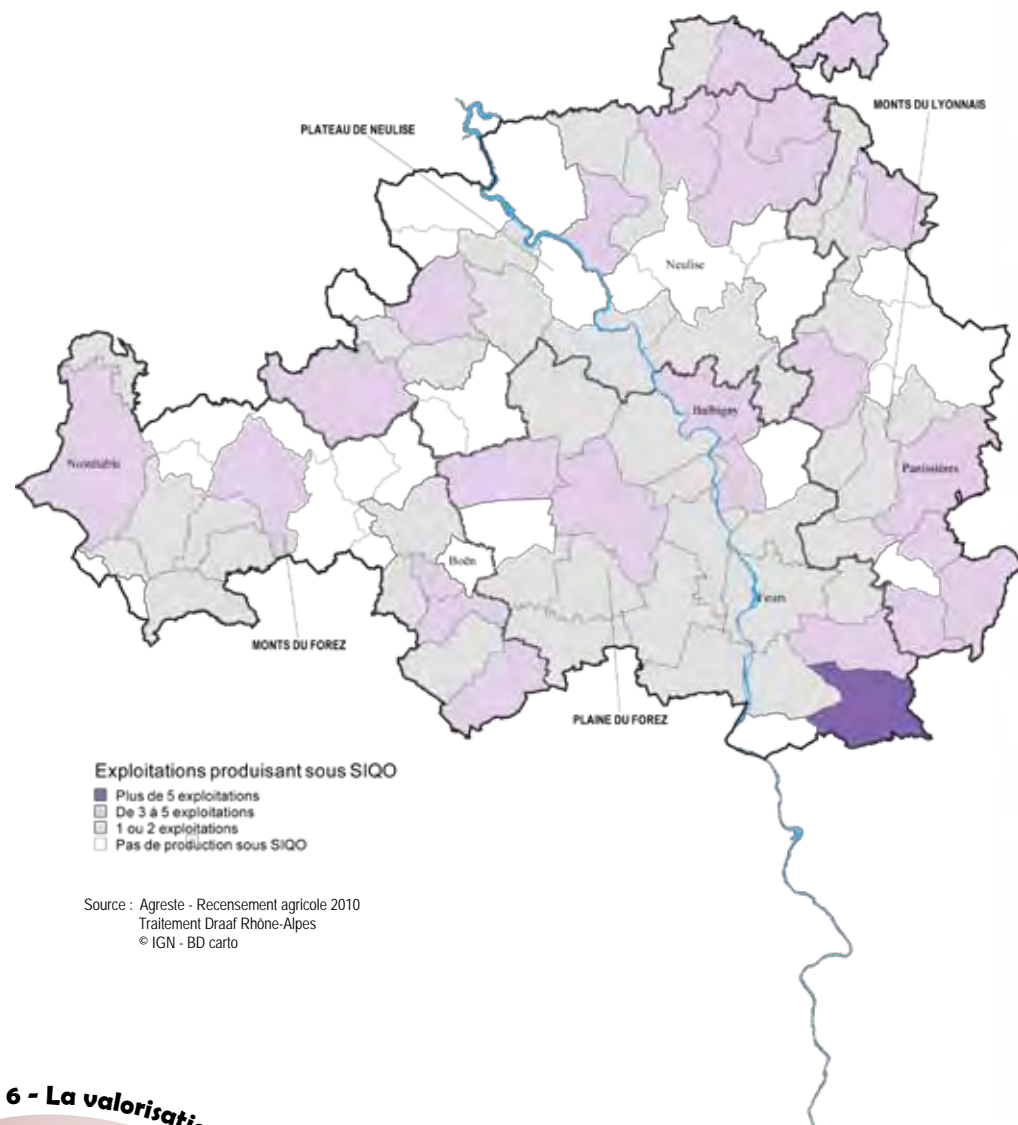 MONTS DU LYONNAIS
PLATEAU DE NEULISE
Neulise
Balbigny
Noirétable
Panissières
Boën
Feurs
MONTS DU FOREZ
PLAINE DU FOREZ
Exploitations produisant sous SIQO
Plus de 5 exploitations
De 3 à 5 exploitations
1 ou 2 exploitations
Pas de production sous SIQO
Source : Agreste - Recensement agricole 2010
Traitement Draaf Rhône-Alpes
© IGN - BD carto
6 - La valorisati